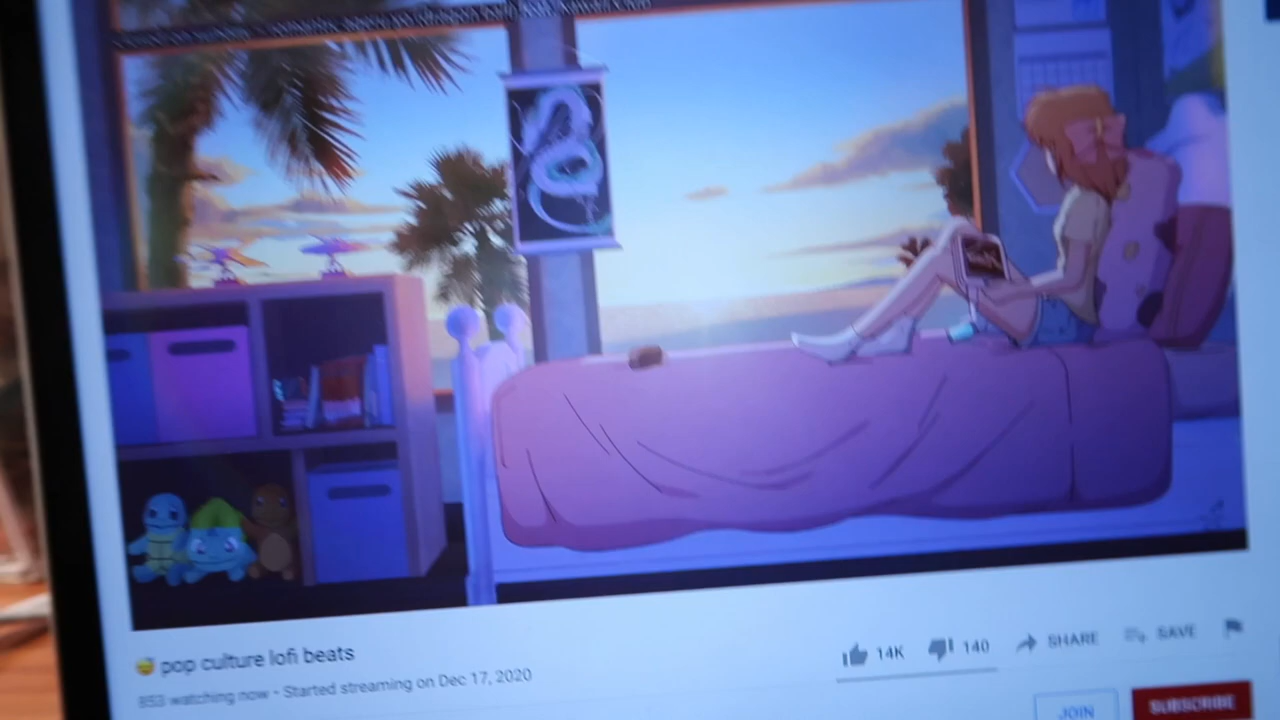 😅 pop culture lofi beats
853 watching now • Started streaming on Dec 17, 2020
14K
140
SHARE
SAVE
JOIN
SUBSCRIBE